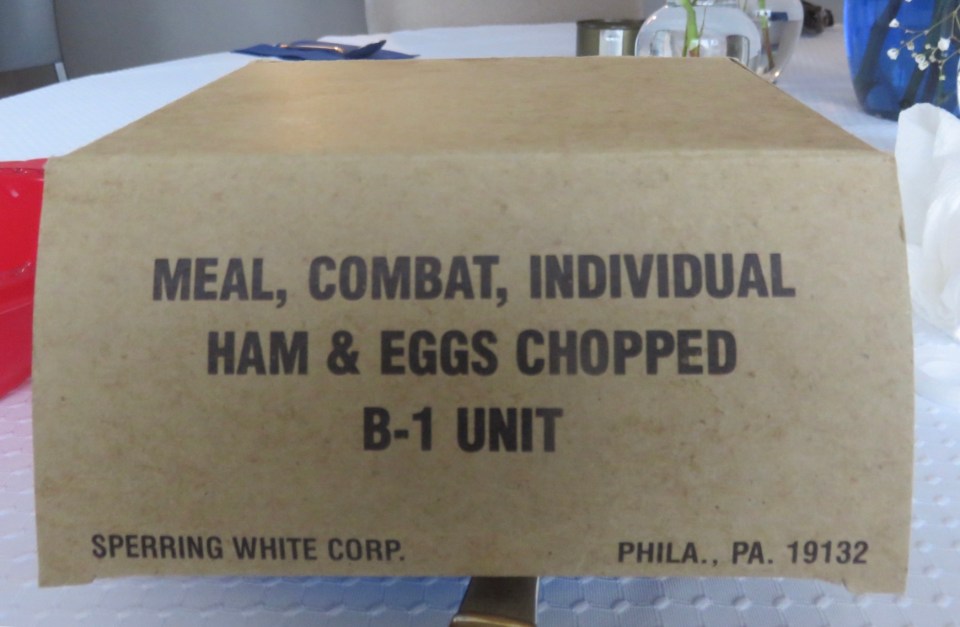 MEAL, COMBAT, INDIVIDUAL
HAM & EGGS CHOPPED
B-1 UNIT
SPERRING WHITE CORP. PHILA., PA. 19132